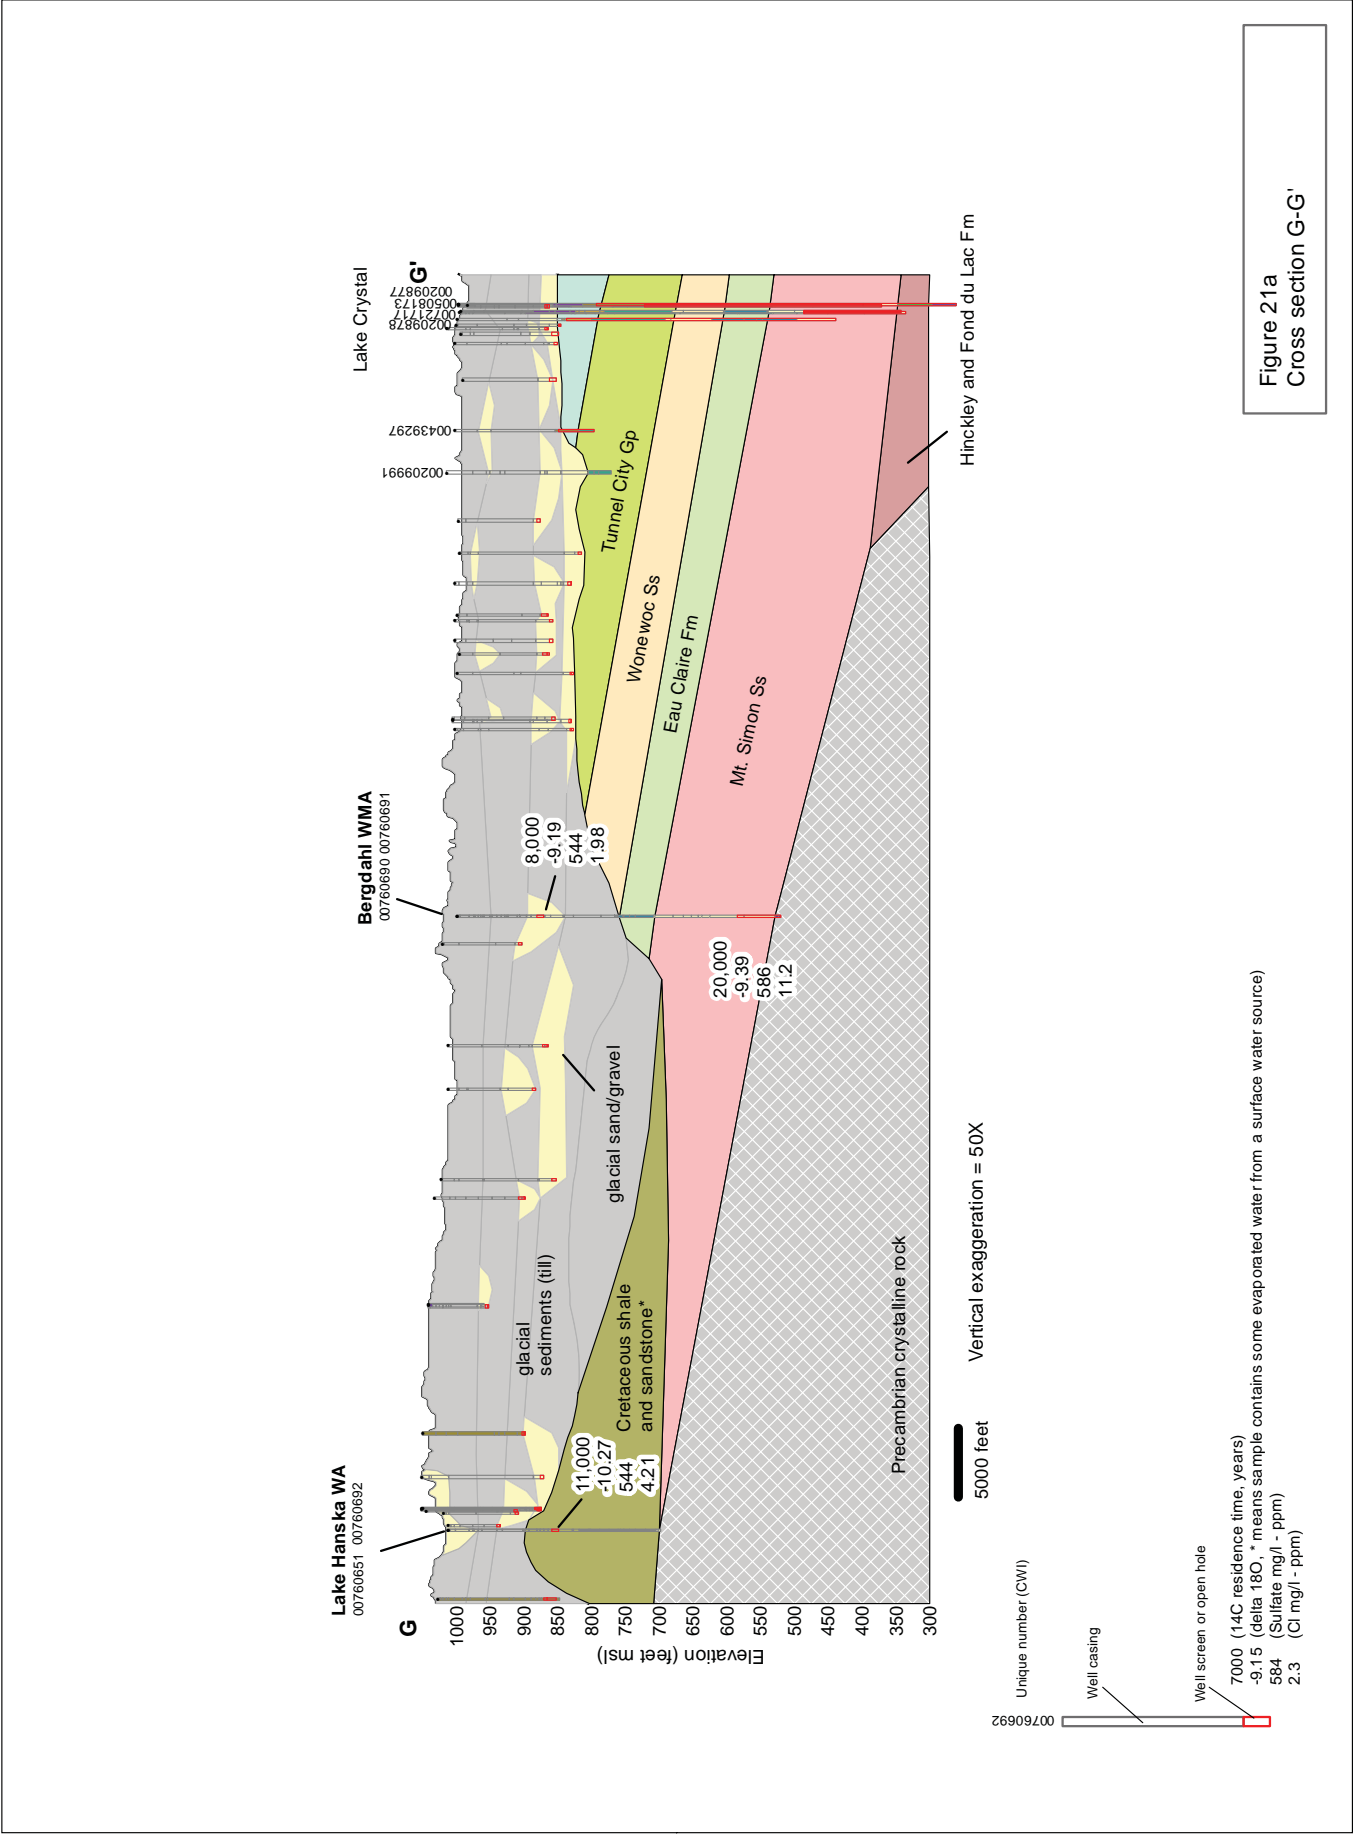 Lake Hanska WA
00760651 00760692
Bergdahl WMA
00760690 00760691
Lake Crystal
G
G'
00209991
00439297
00209878
00721717
00508173
00209877
1000
950
900
850
800
750
700
650
600
550
500
450
400
350
300
Elevation (feet msl)
glacial
sediments (till)
glacial sand/gravel
Cretaceous shale
and sandstone*
11,000
-10.27
544
4.21
8,000
-9.19
544
1.98
20,000
-9.39
586
11.2
Tunnel City Gp
Wonewoc Ss
Eau Claire Fm
Mt. Simon Ss
Precambrian crystalline rock
Hinckley and Fond du Lac Fm
5000 feet
Vertical exaggeration = 50X
00760692
Unique number (CWI)
Well casing
Well screen or open hole
7000 (14C residence time, years)
-9.15 (delta 18O, * means sample contains some evaporated water from a surface water source)
584 (Sulfate mg/l - ppm)
2.3 (Cl mg/l - ppm)
Figure 21a
Cross section G-G'